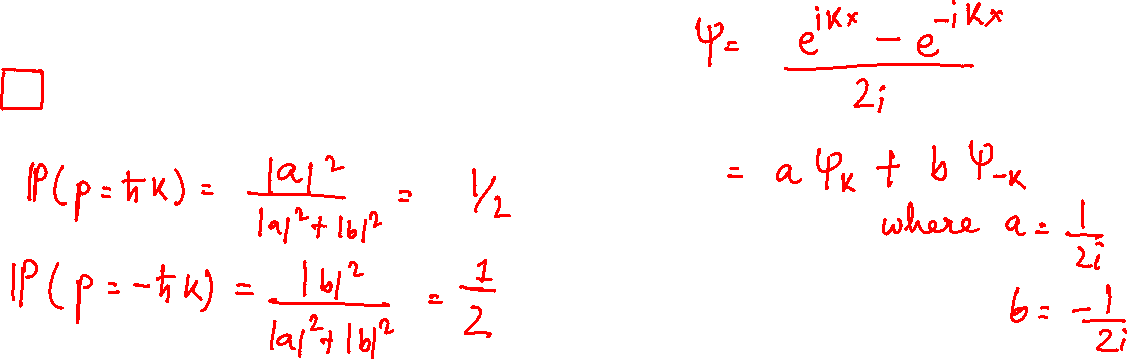 ψ = (e^{ikx} - e^{-ikx}) / 2i
= a ψ_k + b ψ_{-k}
where a = 1/2i
b = -1/2i
ℙ(p = ħk) = |a|² / (|a|² + |b|²) = 1/2
ℙ(p = -ħk) = |b|² / (|a|² + |b|²) = 1/2